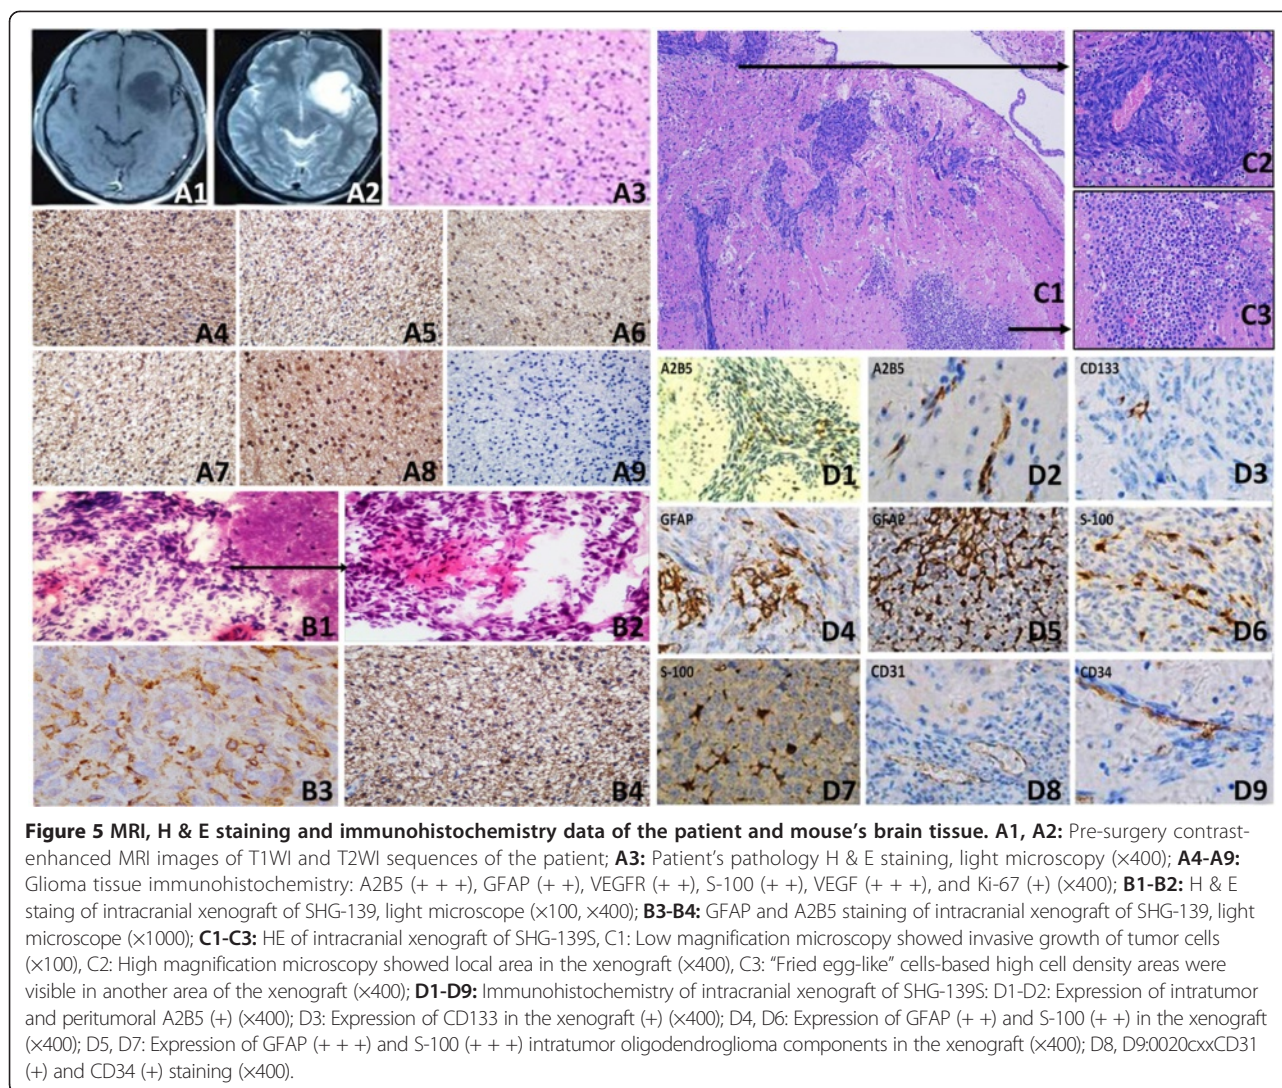 A1
A2
A3
C1
C2
C3
A4
A5
A6
A7
A8
A9
A2B5
D1
A2B5
D2
CD133
D3
B1
B2
GFAP
D4
GFAP
D5
S-100
D6
B3
B4
S-100
D7
CD31
D8
CD34
D9
Figure 5 MRI, H & E staining and immunohistochemistry data of the patient and mouse's brain tissue. A1, A2: Pre-surgery contrast-
enhanced MRI images of T1WI and T2WI sequences of the patient; A3: Patient's pathology H & E staining, light microscopy (×400); A4-A9:
Glioma tissue immunohistochemistry: A2B5 (+ + +), GFAP (+ +), VEGFR (+ +), S-100 (+ +), VEGF (+ + +), and Ki-67 (+) (×400); B1-B2: H & E
staing of intracranial xenograft of SHG-139, light microscope (×100, ×400); B3-B4: GFAP and A2B5 staining of intracranial xenograft of SHG-139, light
microscope (×1000); C1-C3: HE of intracranial xenograft of SHG-139S, C1: Low magnification microscopy showed invasive growth of tumor cells
(×100), C2: High magnification microscopy showed local area in the xenograft (×400), C3: "Fried egg-like" cells-based high cell density areas were
visible in another area of the xenograft (×400); D1-D9: Immunohistochemistry of intracranial xenograft of SHG-139S: D1-D2: Expression of intratumor
and peritumoral A2B5 (+) (×400); D3: Expression of CD133 in the xenograft (+) (×400); D4, D6: Expression of GFAP (+ +) and S-100 (+ +) in the xenograft
(×400); D5, D7: Expression of GFAP (+ + +) and S-100 (+ + +) intratumor oligodendroglioma components in the xenograft (×400); D8, D9:0020cxxCD31
(+) and CD34 (+) staining (×400).